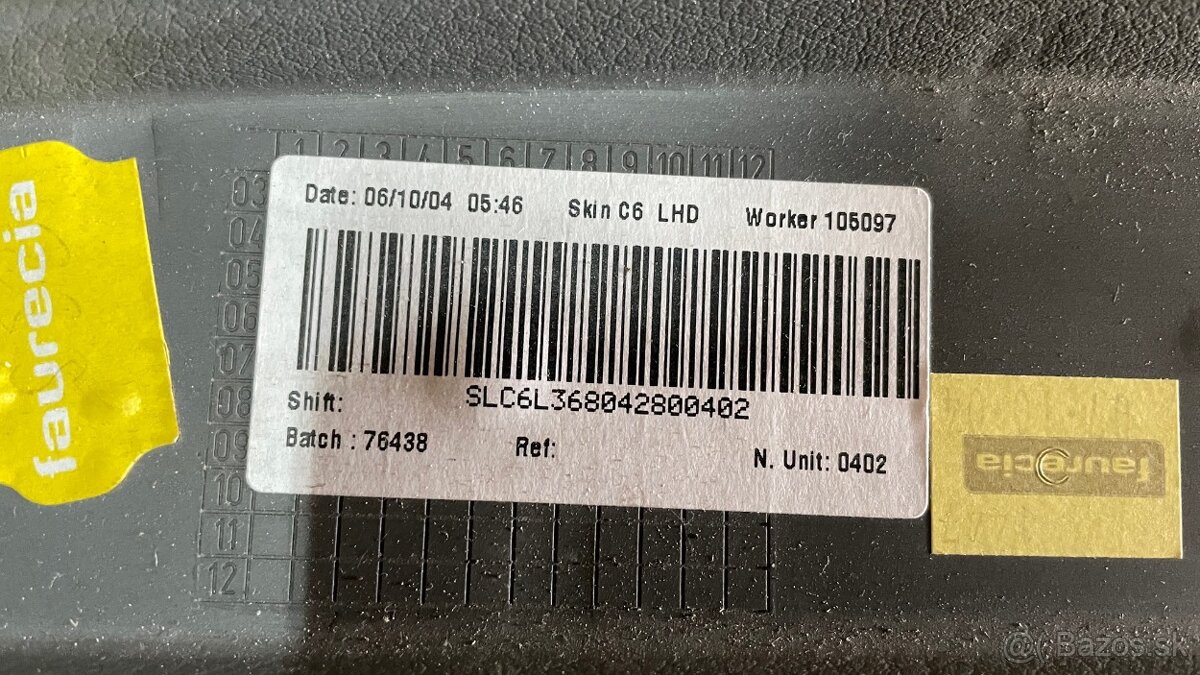 1 2 3 4 5 6 7 8 9 10 11 12
03
04
05
06
07
08
09
10
11
12
faurecia
Date: 06/10/04 05:46 Skin C6 LHD Worker 105097
SLC6L368042800402
Shift:
Batch : 76438 Ref: N. Unit: 0402
faurecia
@ Bazos.sk